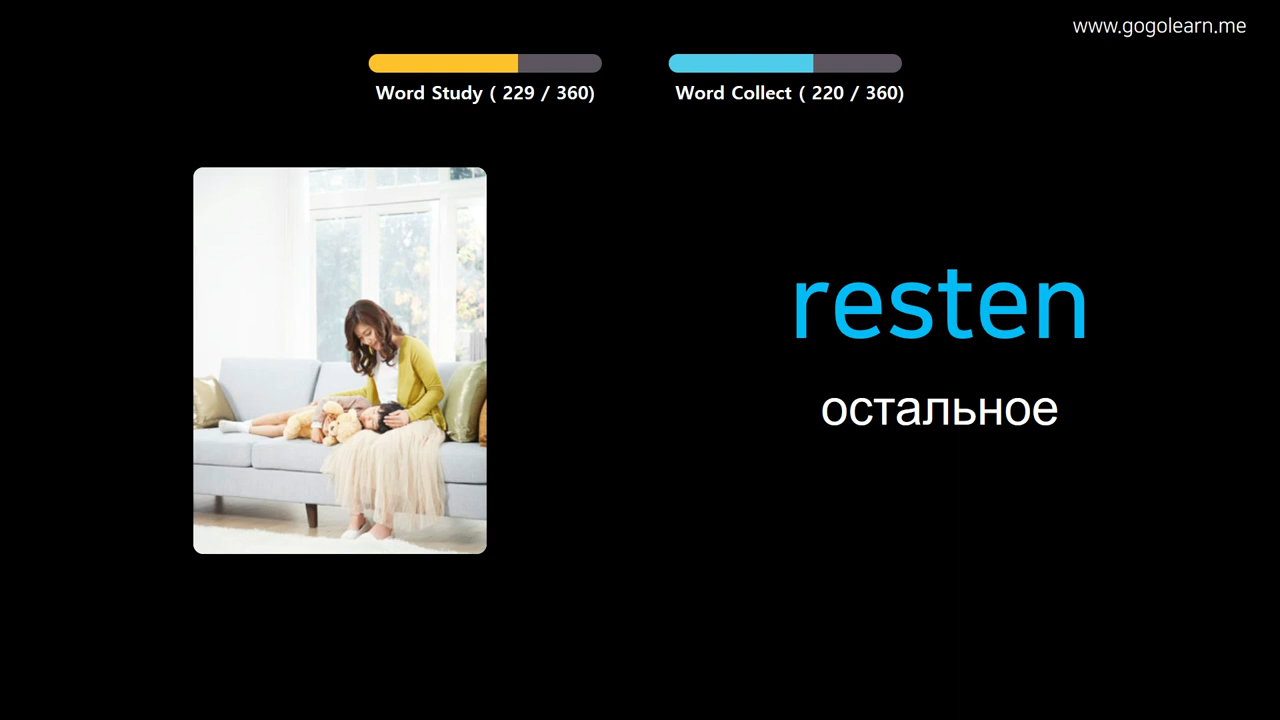 www.gogolearn.me
Word Study ( 229 / 360)
Word Collect ( 220 / 360)
resten
остальное